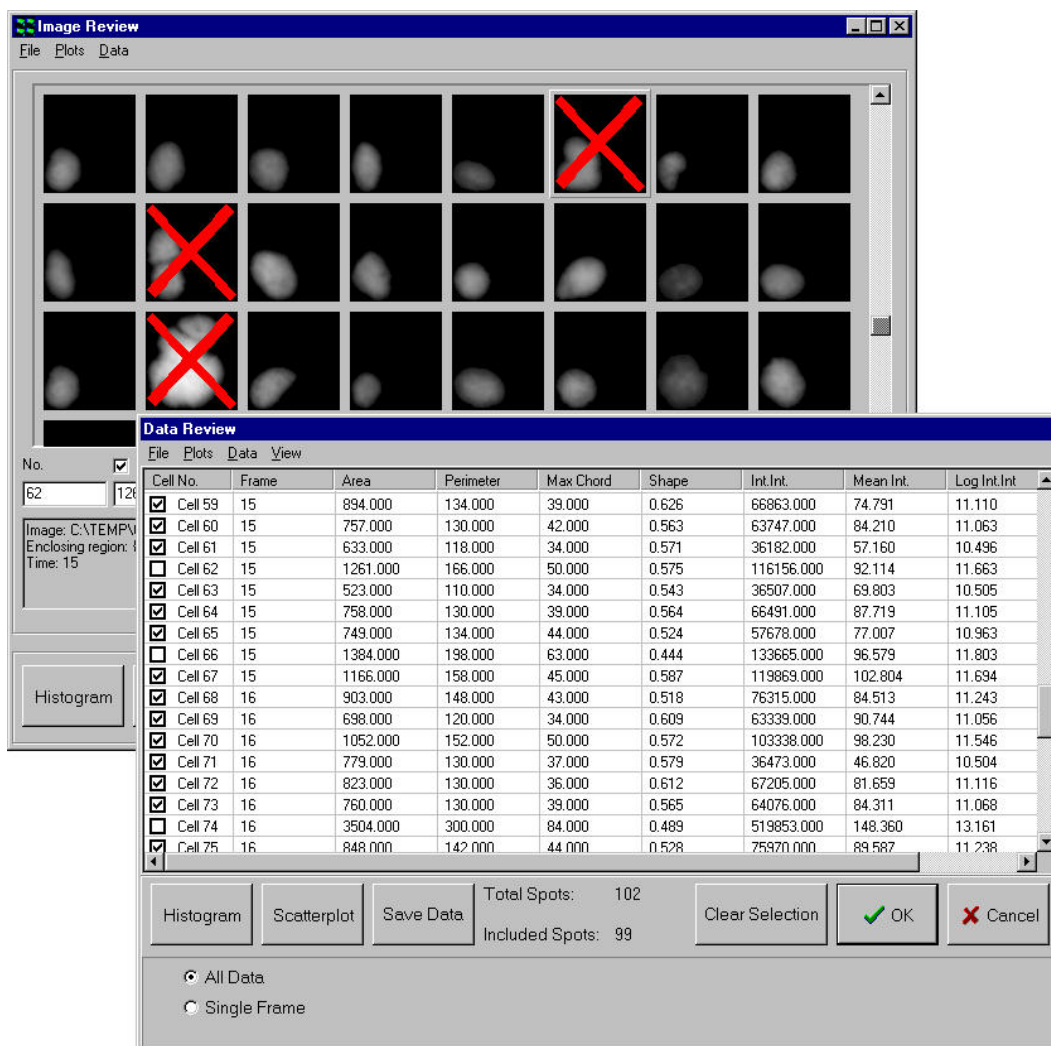 Image Review
File Plots Data
No.
62
Image: C:\TEMP\
Enclosing region:
Time: 15
Histogram
Data Review
File Plots Data View
Cell No. Frame Area Perimeter Max Chord Shape Int.Int. Mean Int. Log Int.Int
Cell 59 15 894.000 134.000 39.000 0.626 66863.000 74.791 11.110
Cell 60 15 757.000 130.000 42.000 0.563 63747.000 84.210 11.063
Cell 61 15 633.000 118.000 34.000 0.571 36182.000 57.160 10.496
Cell 62 15 1261.000 166.000 50.000 0.575 116156.000 92.114 11.663
Cell 63 15 523.000 110.000 34.000 0.543 36507.000 69.803 10.505
Cell 64 15 758.000 130.000 39.000 0.564 66491.000 87.719 11.105
Cell 65 15 749.000 134.000 44.000 0.524 57678.000 77.007 10.963
Cell 66 15 1384.000 198.000 63.000 0.444 133665.000 96.579 11.803
Cell 67 15 1166.000 158.000 45.000 0.587 119869.000 102.804 11.694
Cell 68 16 903.000 148.000 43.000 0.518 76315.000 84.513 11.243
Cell 69 16 698.000 120.000 34.000 0.609 63339.000 90.744 11.056
Cell 70 16 1052.000 152.000 50.000 0.572 103338.000 98.230 11.546
Cell 71 16 779.000 130.000 37.000 0.579 36473.000 46.820 10.504
Cell 72 16 823.000 130.000 36.000 0.612 67205.000 81.659 11.116
Cell 73 16 760.000 130.000 39.000 0.565 64076.000 84.311 11.068
Cell 74 16 3504.000 300.000 84.000 0.489 519853.000 148.360 13.161
Cell 75 16 848.000 142.000 44.000 0.528 75970.000 89.587 11.238
Histogram Scatterplot Save Data Total Spots: 102 Clear Selection OK Cancel
Included Spots: 99
All Data
Single Frame